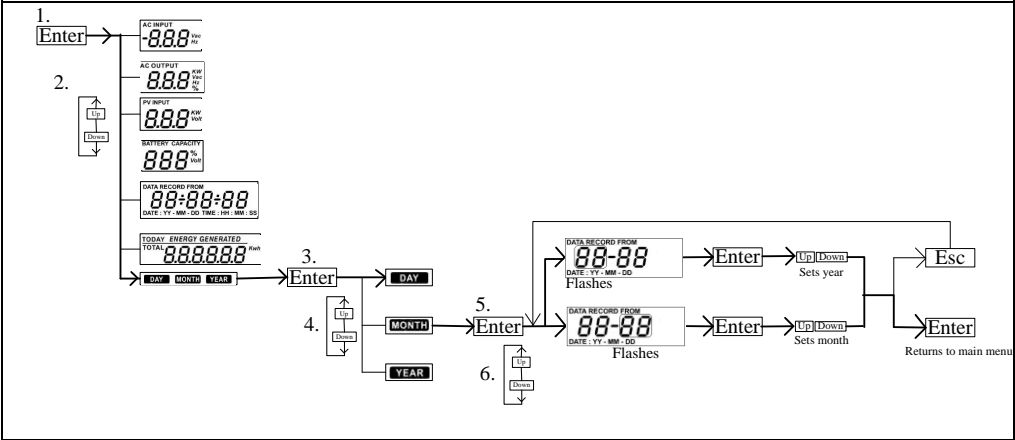 1.
Enter
AC INPUT
-8.8.8 Vac Hz
AC OUTPUT
8.8.8 KW Vac Hz %
2.
Up
Down
PV INPUT
8.8.8 KW Volt
BATTERY CAPACITY
888 % Volt
DATA RECORD FROM
88:88:88
DATE : YY - MM - DD TIME : HH : MM : SS
TODAY ENERGY GENERATED
TOTAL 8.8.8.8.8.8 Kwh
DAY MONTH YEAR
3.
Enter
DAY
4.
Up
Down
MONTH
YEAR
5.
Enter
6.
Up
Down
DATA RECORD FROM
88-88
DATE : YY - MM - DD
Flashes
Enter
Up Down
Sets year
Esc
DATA RECORD FROM
88-88
DATE : YY - MM - DD
Flashes
Enter
Up Down
Sets month
Enter
Returns to main menu